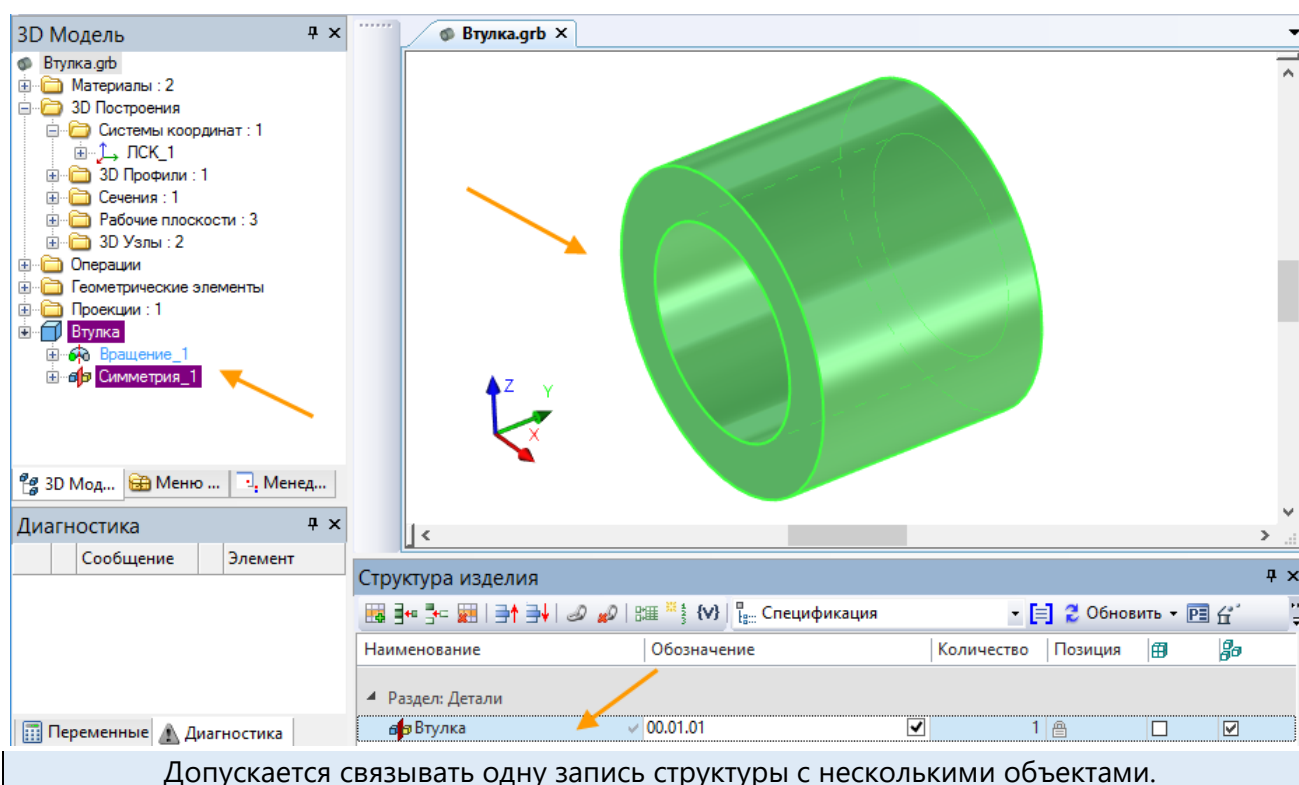 3D Модель
Втулка.grb
Материалы : 2
3D Построения
Системы координат : 1
ЛСК_1
3D Профили : 1
Сечения : 1
Рабочие плоскости : 3
3D Узлы : 2
Операции
Геометрические элементы
Проекции : 1
Втулка
Вращение_1
Симметрия_1
3D Мод... Меню ... Менед...
Втулка.grb
Z
Y
X
Диагностика
Сообщение Элемент
Переменные Диагностика
Структура изделия
{v} Спецификация Обновить PE
Наименование Обозначение Количество Позиция
Раздел: Детали
Втулка 00.01.01 1
Допускается связывать одну запись структуры с несколькими объектами.